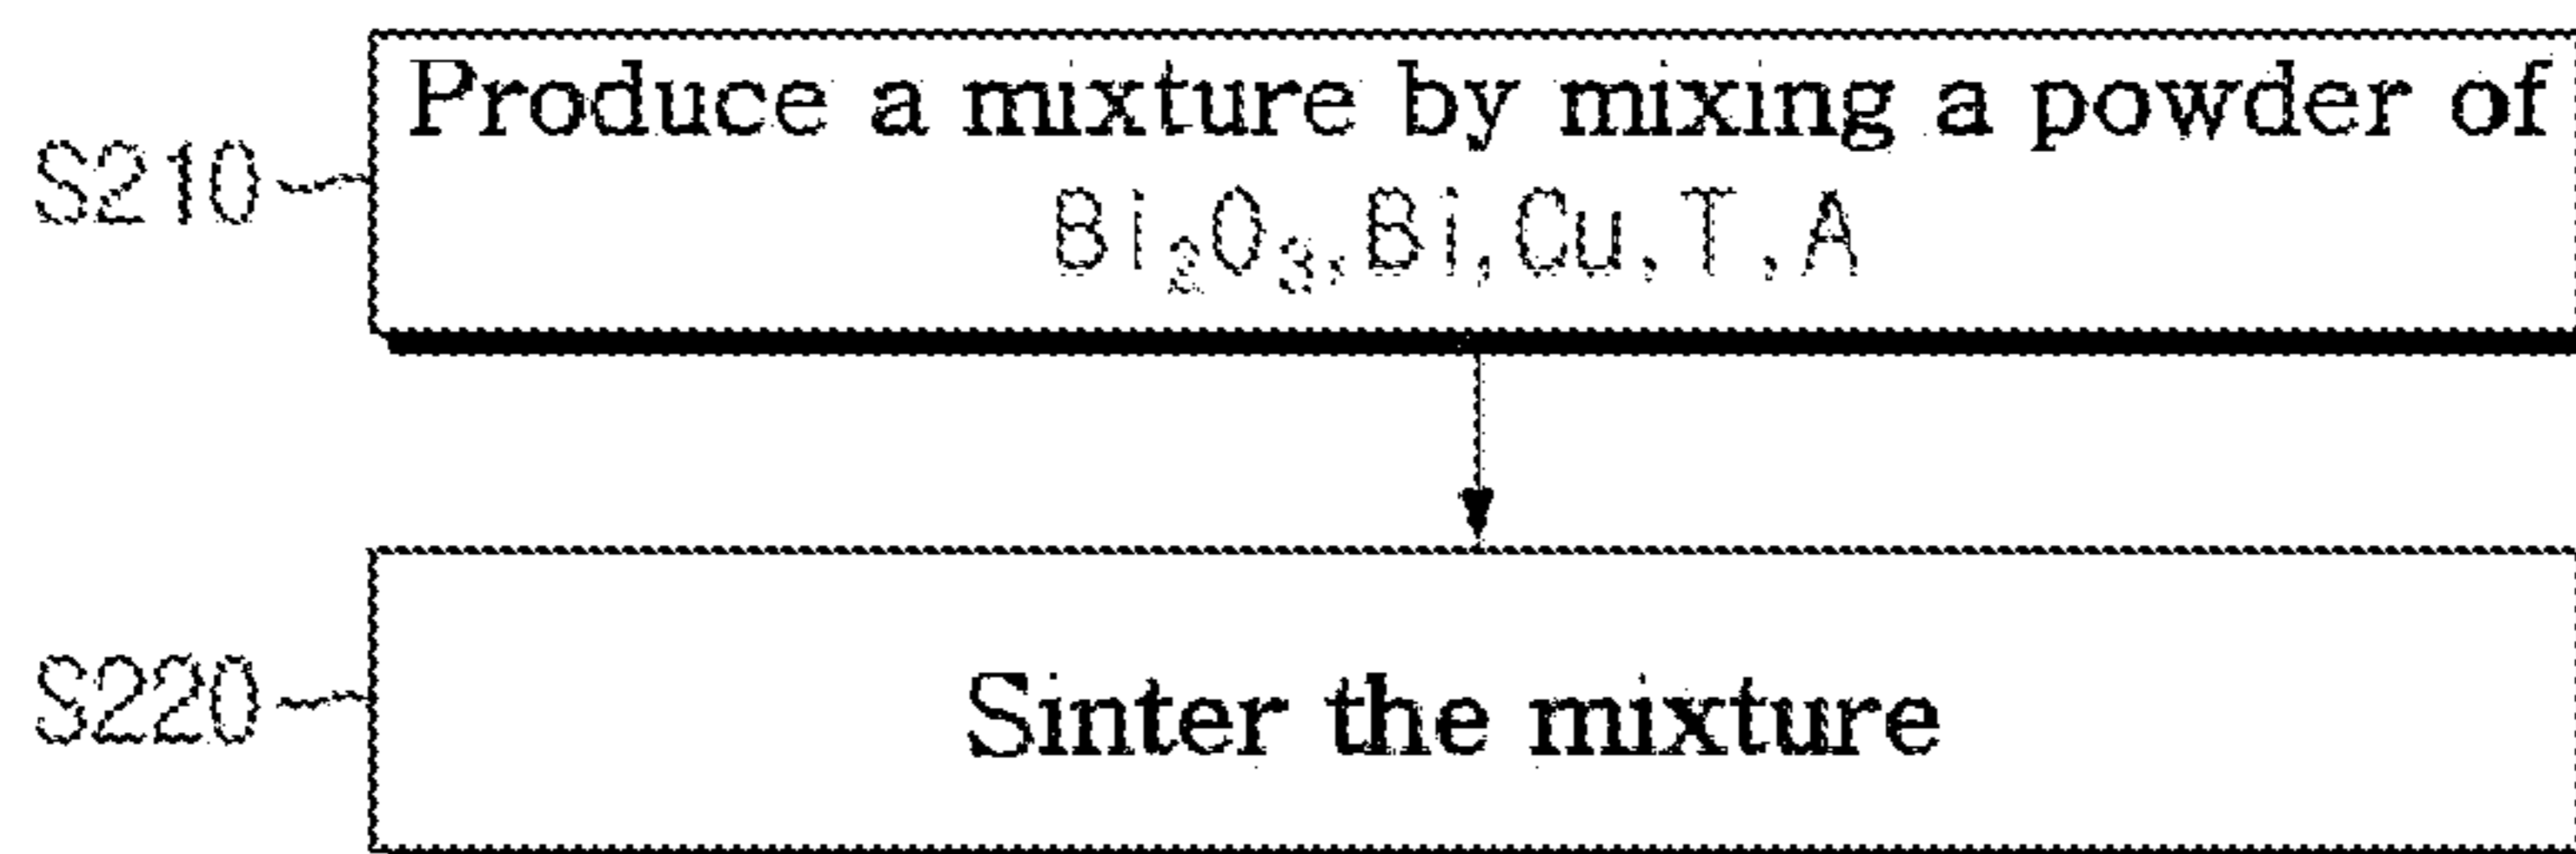 S210
Produce a mixture by mixing a powder of
Bi₂O₃, Bi, Cu, T, A
S220
Sinter the mixture